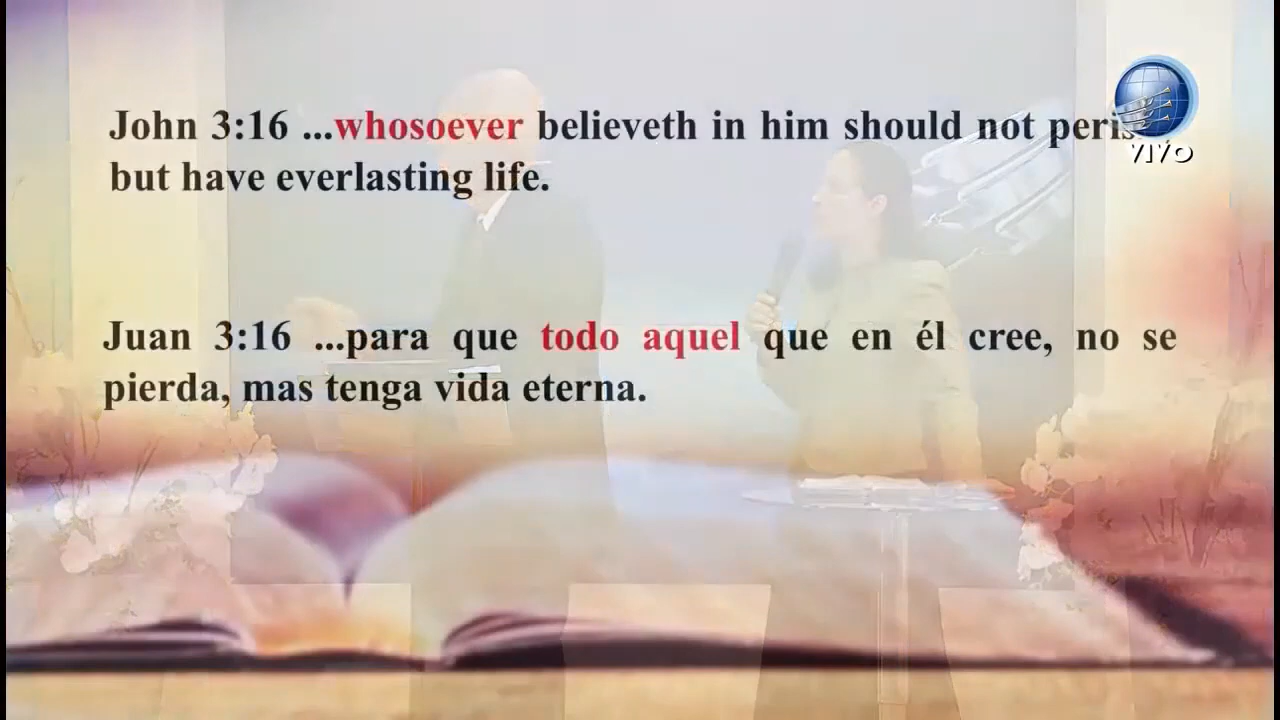 John 3:16 ...whosoever believeth in him should not peris
but have everlasting life.
Juan 3:16 ...para que todo aquel que en él cree, no se
pierda, mas tenga vida eterna.
VIVO